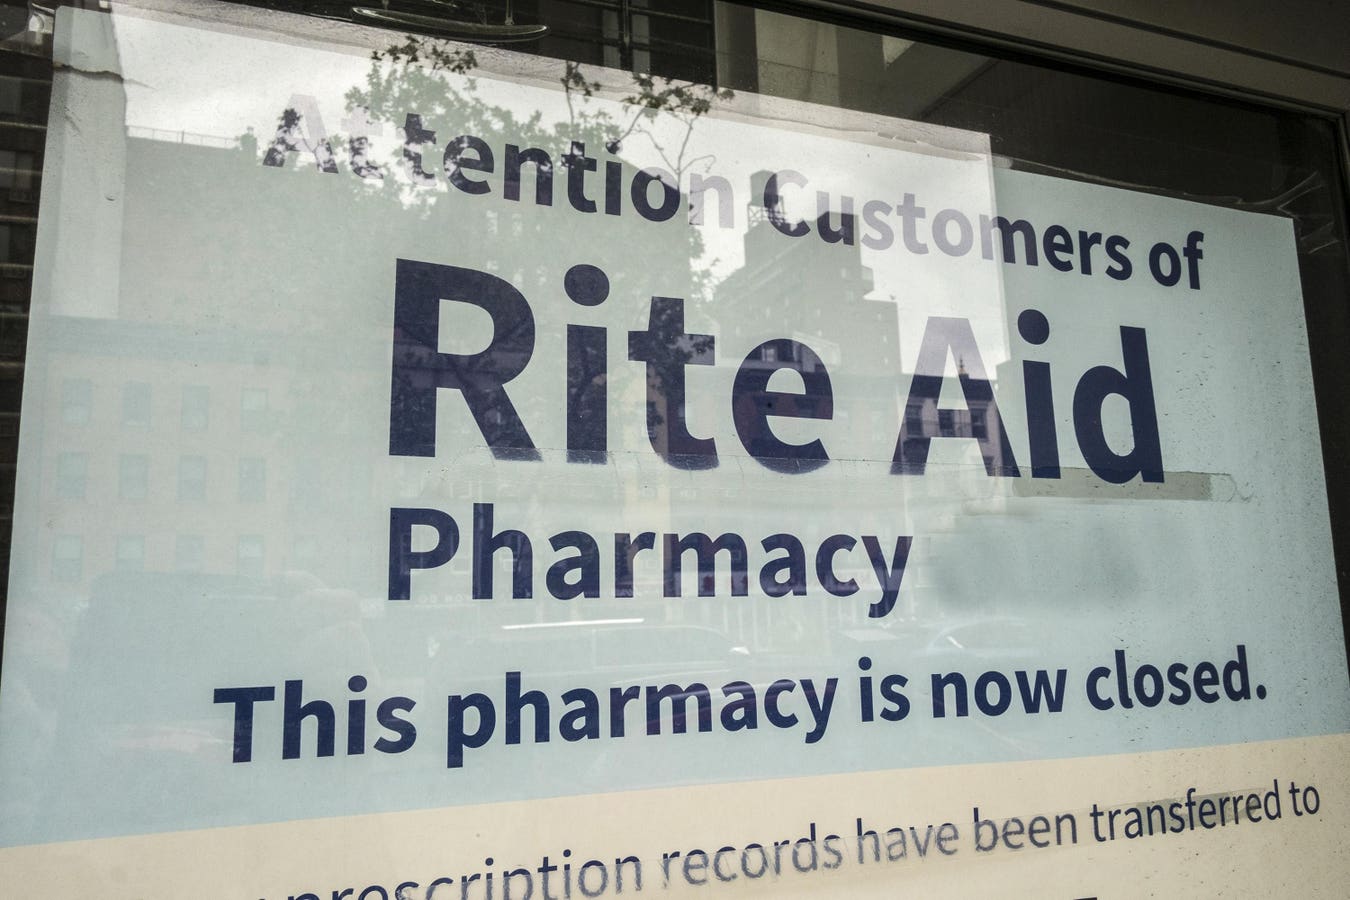 Attention Customers of
Rite Aid
Pharmacy
This pharmacy is now closed.
prescription records have been transferred to